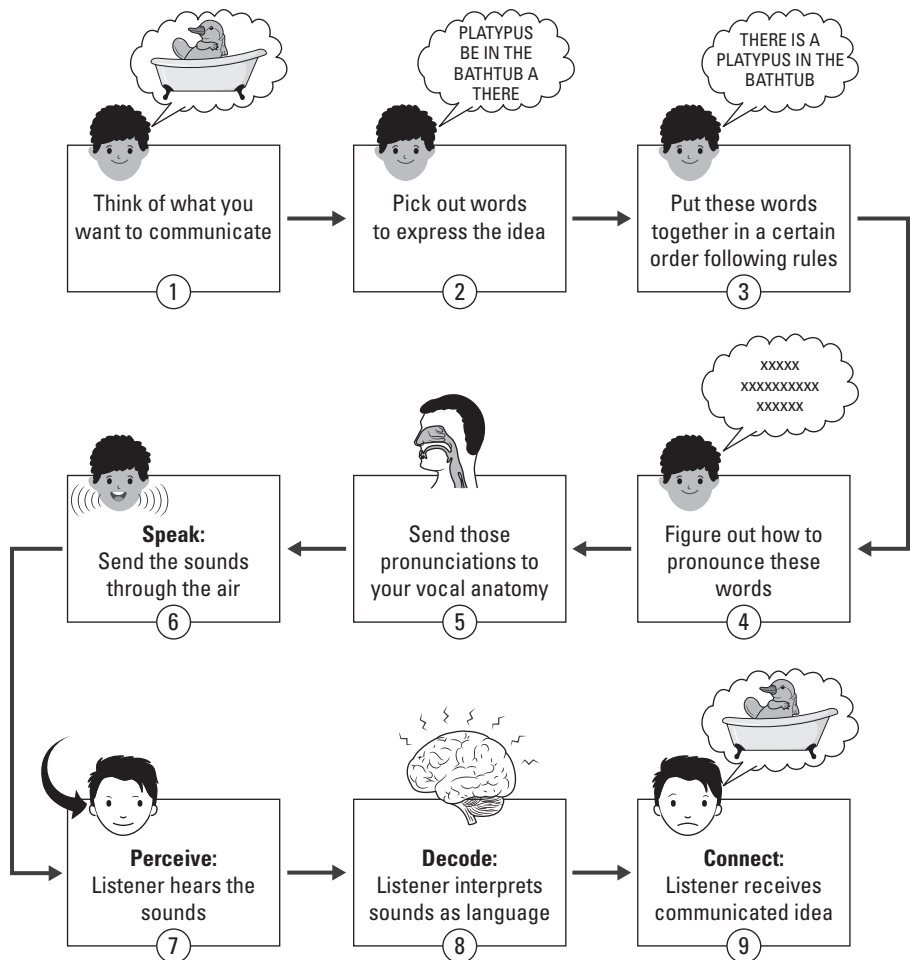 PLATYPUS
BE IN THE
BATHTUB A
THERE
THERE IS A
PLATYPUS IN THE
BATHTUB
Think of what you
want to communicate
1
Pick out words
to express the idea
2
Put these words
together in a certain
order following rules
3
xxxxx
xxxxxxxxxx
xxxxxx
Figure out how to
pronounce these
words
4
Send those
pronunciations to
your vocal anatomy
5
Speak:
Send the sounds
through the air
6
Perceive:
Listener hears the
sounds
7
Decode:
Listener interprets
sounds as language
8
Connect:
Listener receives
communicated idea
9